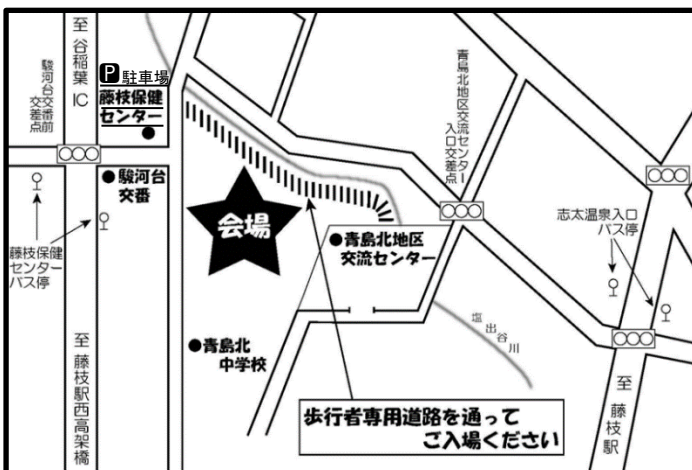 至 谷稲葉IC
駿河台交番前
交差点
P 駐車場
藤枝保健
センター
駿河台
交番
藤枝保健
センター
バス停
至 藤枝駅西高架橋
会場
青島北
中学校
青島北地区
交流センター
青島北地区交流センター
入口交差点
志太温泉入口
バス停
塩出谷川
至 藤枝駅
歩行者専用道路を通って
ご入場ください